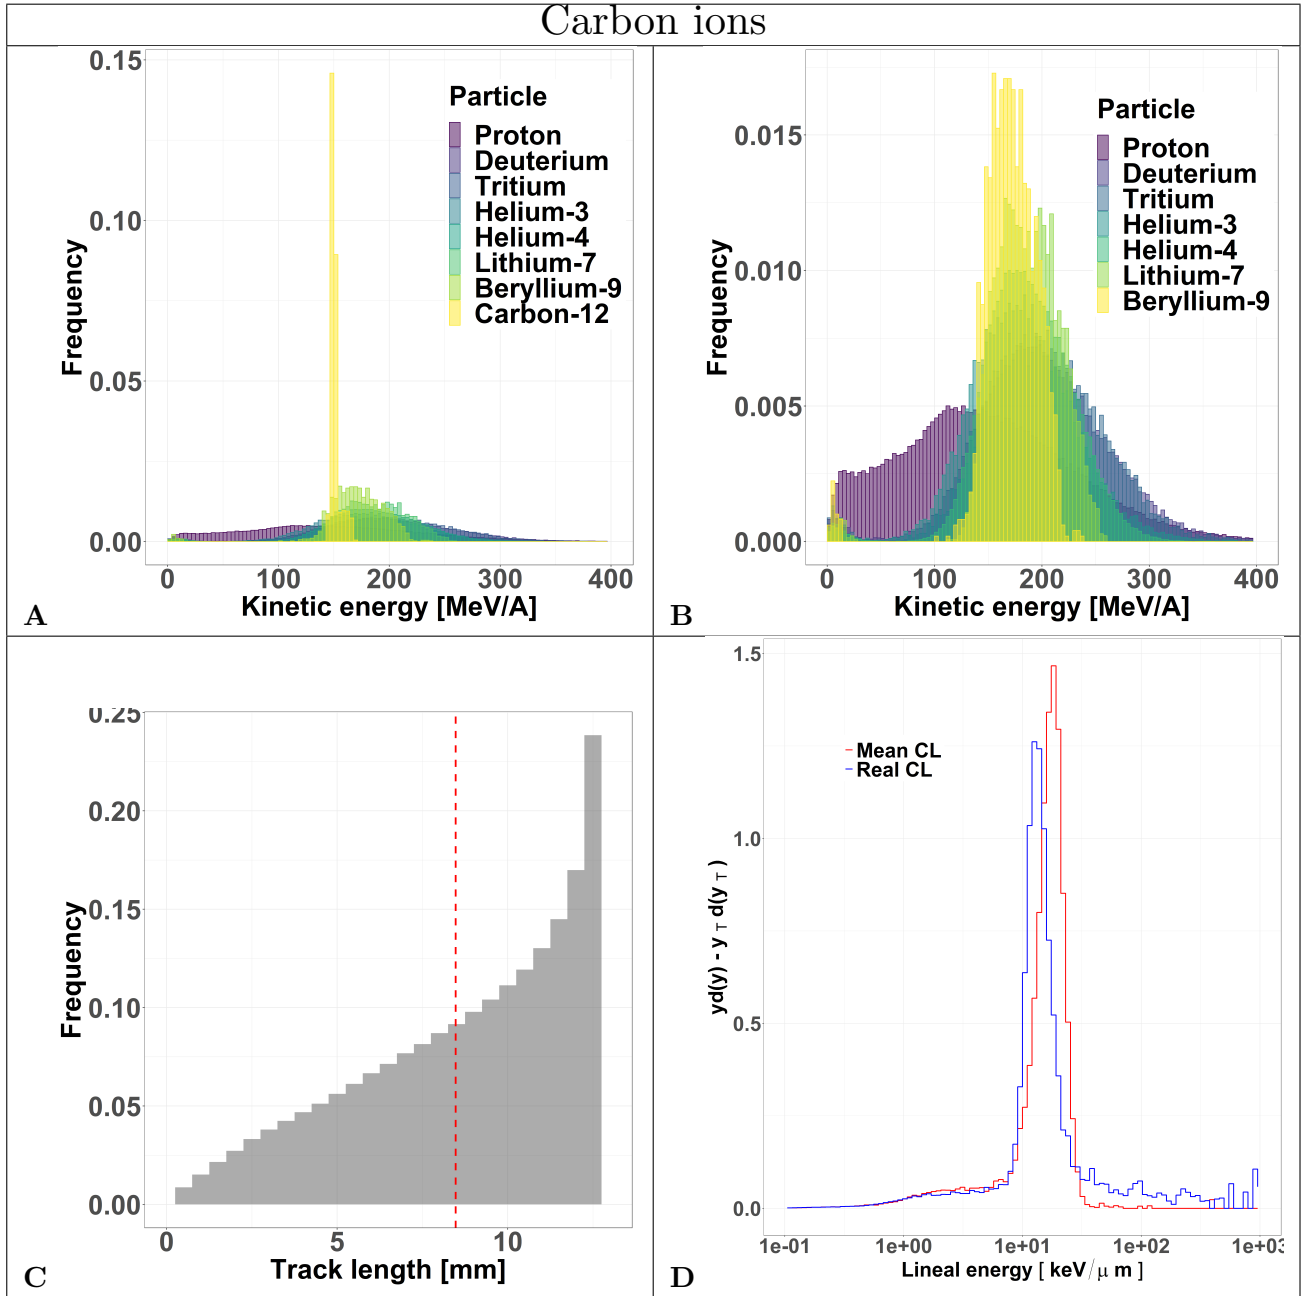 Carbon ions
0.15
0.10
0.05
0.00
Frequency
Particle
Proton
Deuterium
Tritium
Helium-3
Helium-4
Lithium-7
Beryllium-9
Carbon-12
0 100 200 300 400
Kinetic energy [MeV/A]
A
0.015
0.010
0.005
0.000
Frequency
Particle
Proton
Deuterium
Tritium
Helium-3
Helium-4
Lithium-7
Beryllium-9
0 100 200 300 400
Kinetic energy [MeV/A]
B
0.25
0.20
0.15
0.10
0.05
0.00
Frequency
0 5 10
Track length [mm]
C
1.5
1.0
0.5
0.0
yd(y) - y T d(y T )
Mean CL
Real CL
1e-01 1e+00 1e+01 1e+02 1e+03
Lineal energy [ keV/μ m ]
D